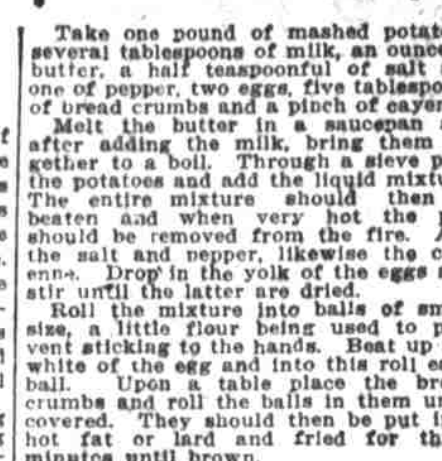 Take one pound of mashed potat
several tablespoons of milk, an ounce
butter, a half teaspoonful of salt
one of pepper, two eggs, five tablespo
of bread crumbs and a pinch of cayen
Melt the butter in a saucepan
after adding the milk, bring them
gether to a boil. Through a sieve p
the potatoes and add the liquid mixtu
The entire mixture should then
beaten and when very hot the
should be removed from the fire.
the salt and pepper, likewise the c
enne. Drop in the yolk of the eggs
stir until the latter are dried.
Roll the mixture into balls of sm
size, a little flour being used to p
vent sticking to the hands. Beat up
white of the egg and into this roll ea
ball. Upon a table place the bre
crumbs and roll the balls in them un
covered. They should then be put i
hot fat or lard and fried for th
minutes until brown.